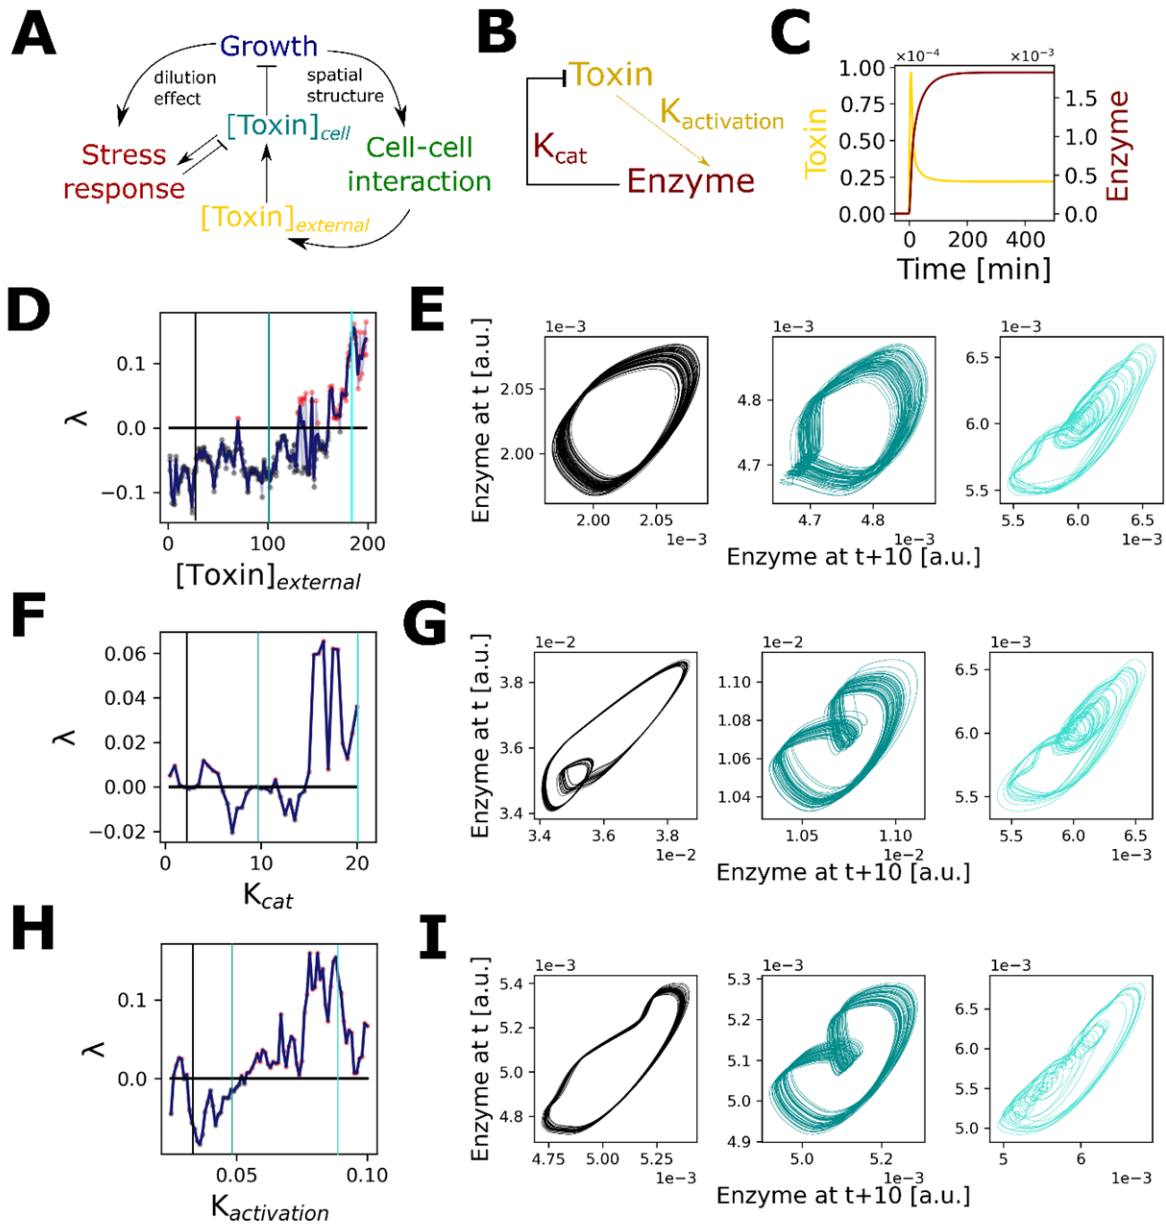 A
Growth
dilution
effect
spatial
structure
[Toxin]cell
Stress
response
Cell-cell
interaction
[Toxin]external
B
Toxin
Kactivation
Kcat
Enzyme
C
×10−4
×10−3
1.00
0.75
0.50
0.25
0.00
Toxin
1.5
1.0
0.5
0.0
Enzyme
0
200
400
Time [min]
D
0.1
0.0
−0.1
λ
0
100
200
[Toxin]external
E
Enzyme at t [a.u.]
1e−3
2.05
2.00
2.00
2.05
1e−3
1e−3
4.8
4.7
4.7
4.8
1e−3
1e−3
6.5
6.0
5.5
5.5
6.0
6.5
1e−3
Enzyme at t+10 [a.u.]
F
0.06
0.04
0.02
0.00
−0.02
λ
0
10
20
Kcat
G
Enzyme at t [a.u.]
1e−2
3.8
3.6
3.4
3.4
3.6
3.8
1e−2
1e−2
1.10
1.08
1.06
1.04
1.05
1.10
1e−2
1e−3
6.5
6.0
5.5
5.5
6.0
6.5
1e−3
Enzyme at t+10 [a.u.]
H
0.1
0.0
λ
0.05
0.10
Kactivation
I
Enzyme at t [a.u.]
1e−3
5.4
5.2
5.0
4.8
4.75
5.00
5.25
1e−3
1e−3
5.3
5.2
5.1
5.0
4.9
5.0
5.2
1e−3
1e−3
6.5
6.0
5.5
5.0
5
6
1e−3
Enzyme at t+10 [a.u.]